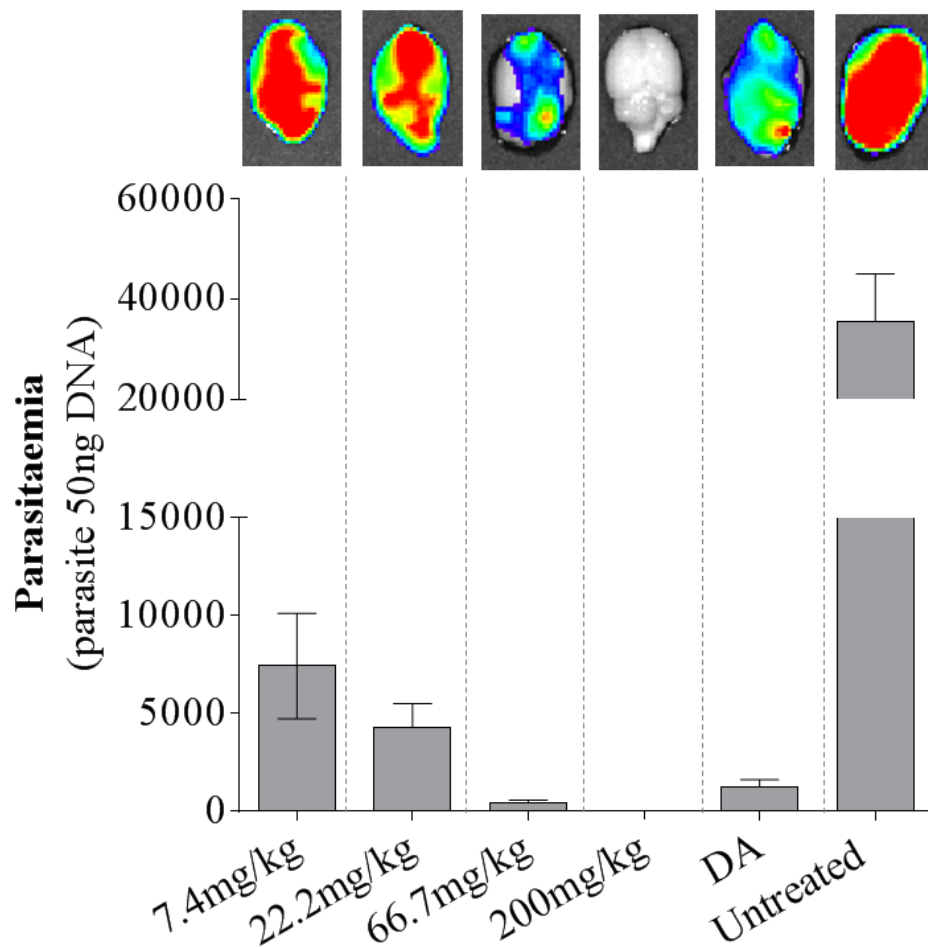 60000
40000
20000
15000
10000
5000
0
Parasitaemia
(parasite 50ng DNA)
7.4mg/kg
22.2mg/kg
66.7mg/kg
200mg/kg
DA
Untreated